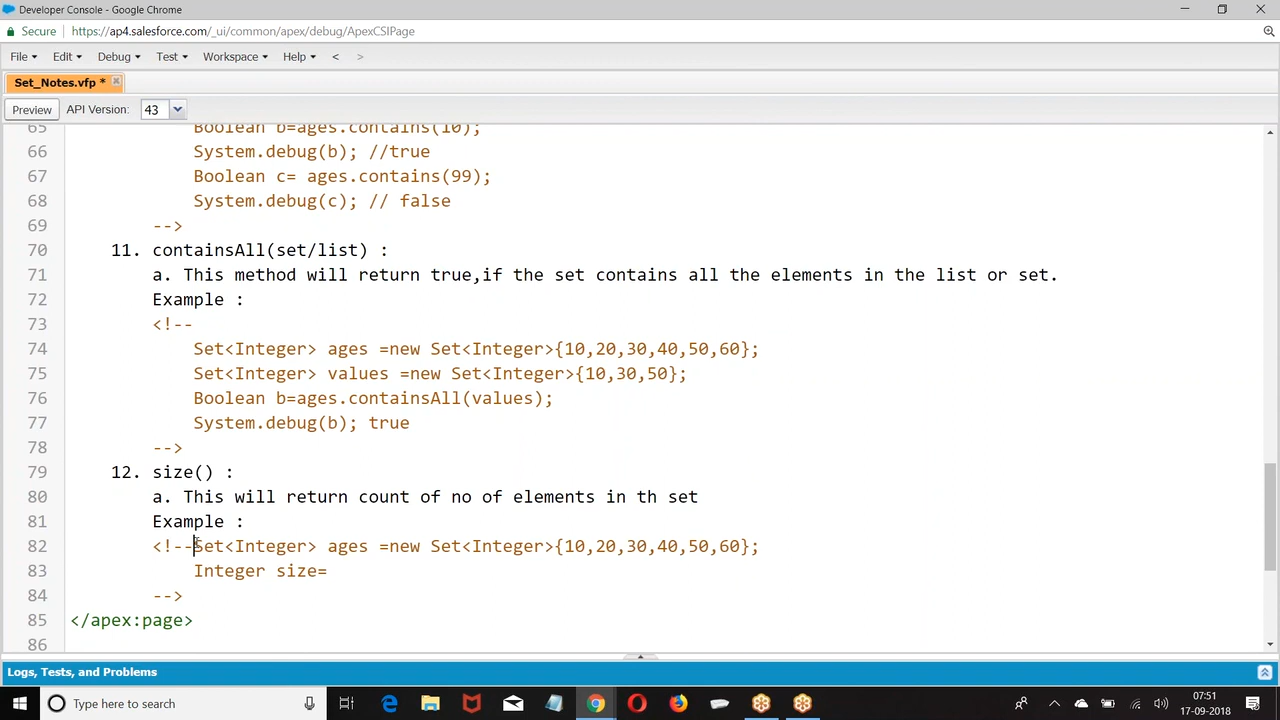 Developer Console - Google Chrome
Secure https://ap4.salesforce.com/_ui/common/apex/debug/ApexCSIPage
File Edit Debug Test Workspace Help < >
Set_Notes.vfp *
Preview API Version: 43
65 Boolean b=ages.contains(10);
66 System.debug(b); //true
67 Boolean c= ages.contains(99);
68 System.debug(c); // false
69 -->
70 11. containsAll(set/list) :
71 a. This method will return true,if the set contains all the elements in the list or set.
72 Example :
73 <!--
74 Set<Integer> ages =new Set<Integer>{10,20,30,40,50,60};
75 Set<Integer> values =new Set<Integer>{10,30,50};
76 Boolean b=ages.containsAll(values);
77 System.debug(b); true
78 -->
79 12. size() :
80 a. This will return count of no of elements in th set
81 Example :
82 <!--Set<Integer> ages =new Set<Integer>{10,20,30,40,50,60};
83 Integer size=
84 -->
85 </apex:page>
86
Logs, Tests, and Problems
Type here to search
07:51
17-09-2018